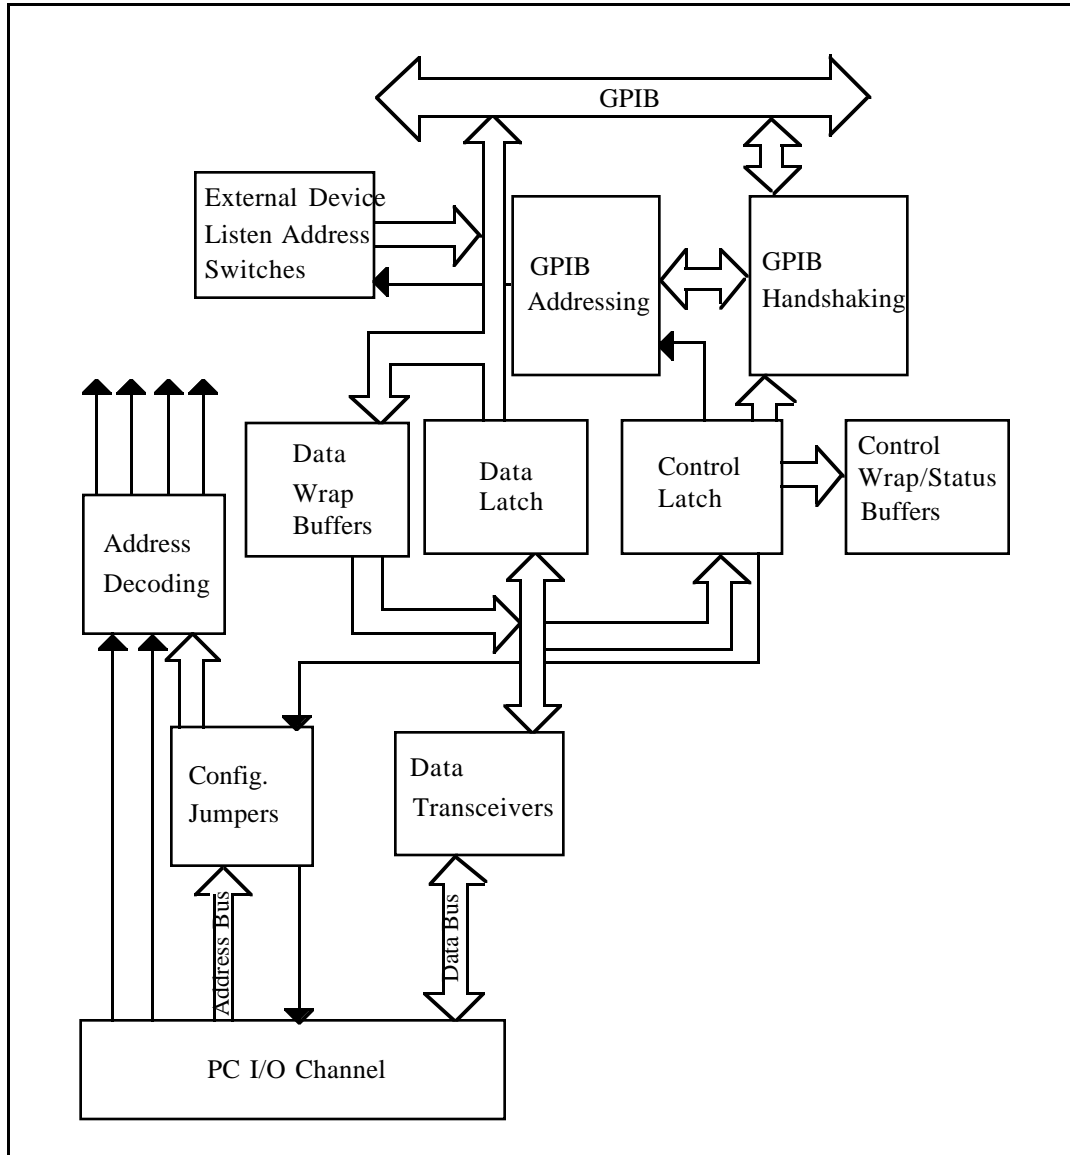 GPIB
External Device
Listen Address
Switches
GPIB
Addressing
GPIB
Handshaking
Data
Wrap
Buffers
Data
Latch
Control
Latch
Control
Wrap/Status
Buffers
Address
Decoding
Config.
Jumpers
Data
Transceivers
Address Bus
Data Bus
PC I/O Channel